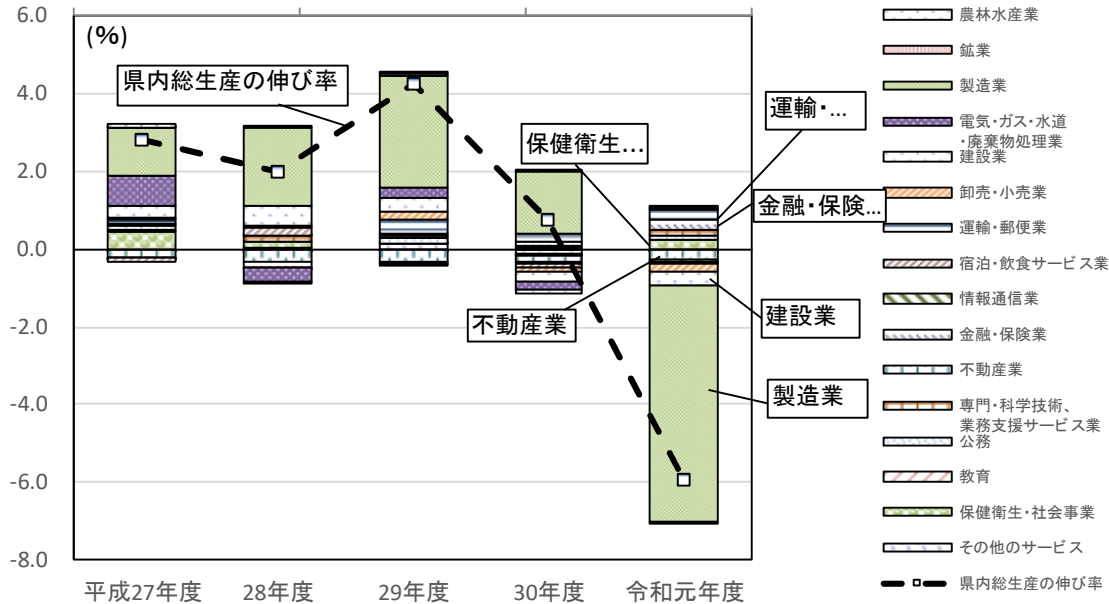 6.0
4.0
2.0
0.0
-2.0
-4.0
-6.0
-8.0
(%)
県内総生産の伸び率
保健衛生…
運輸・…
金融・保険…
不動産業
建設業
製造業
平成27年度
28年度
29年度
30年度
令和元年度
農林水産業
鉱業
製造業
電気・ガス・水道
・廃棄物処理業
建設業
卸売・小売業
運輸・郵便業
宿泊・飲食サービス業
情報通信業
金融・保険業
不動産業
専門・科学技術、
業務支援サービス業
公務
教育
保健衛生・社会事業
その他のサービス
県内総生産の伸び率